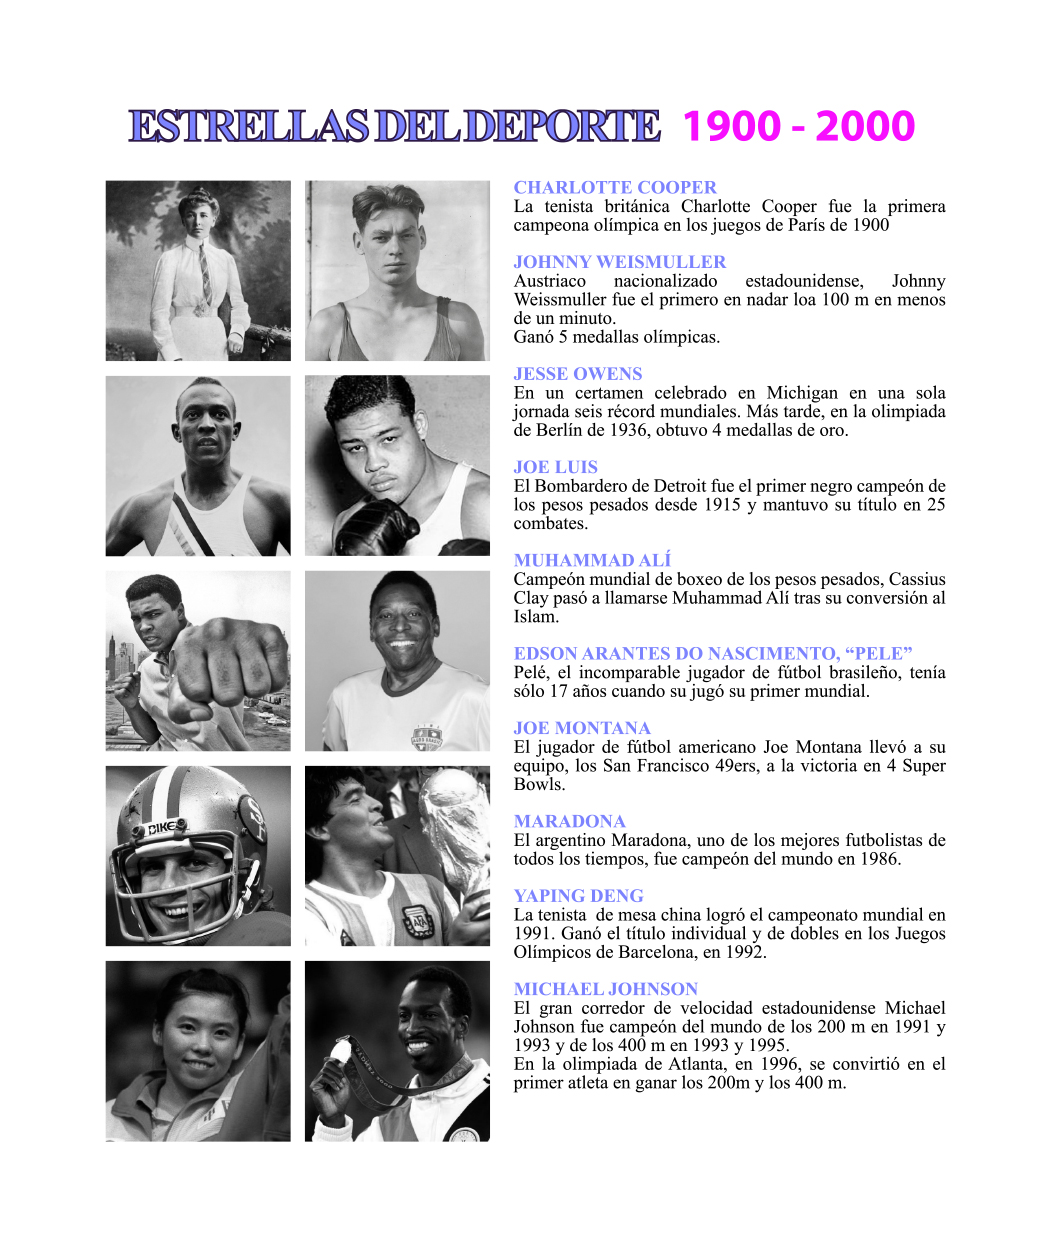 ESTRELLAS DEL DEPORTE 1900 - 2000
CHARLOTTE COOPER
La tenista británica Charlotte Cooper fue la primera
campeona olímpica en los juegos de París de 1900
JOHNNY WEISMULLER
Austriaco nacionalizado estadounidense, Johnny
Weissmuller fue el primero en nadar loa 100 m en menos
de un minuto.
Ganó 5 medallas olímpicas.
JESSE OWENS
En un certamen celebrado en Michigan en una sola
jornada seis récord mundiales. Más tarde, en la olimpiada
de Berlín de 1936, obtuvo 4 medallas de oro.
JOE LUIS
El Bombardero de Detroit fue el primer negro campeón de
los pesos pesados desde 1915 y mantuvo su título en 25
combates.
MUHAMMAD ALÍ
Campeón mundial de boxeo de los pesos pesados, Cassius
Clay pasó a llamarse Muhammad Alí tras su conversión al
Islam.
EDSON ARANTES DO NASCIMENTO, “PELE”
Pelé, el incomparable jugador de fútbol brasileño, tenía
sólo 17 años cuando su jugó su primer mundial.
JOE MONTANA
El jugador de fútbol americano Joe Montana llevó a su
equipo, los San Francisco 49ers, a la victoria en 4 Super
Bowls.
MARADONA
El argentino Maradona, uno de los mejores futbolistas de
todos los tiempos, fue campeón del mundo en 1986.
YAPING DENG
La tenista de mesa china logró el campeonato mundial en
1991. Ganó el título individual y de dobles en los Juegos
Olímpicos de Barcelona, en 1992.
MICHAEL JOHNSON
El gran corredor de velocidad estadounidense Michael
Johnson fue campeón del mundo de los 200 m en 1991 y
1993 y de los 400 m en 1993 y 1995.
En la olimpiada de Atlanta, en 1996, se convirtió en el
primer atleta en ganar los 200m y los 400 m.
DIKE
AFA